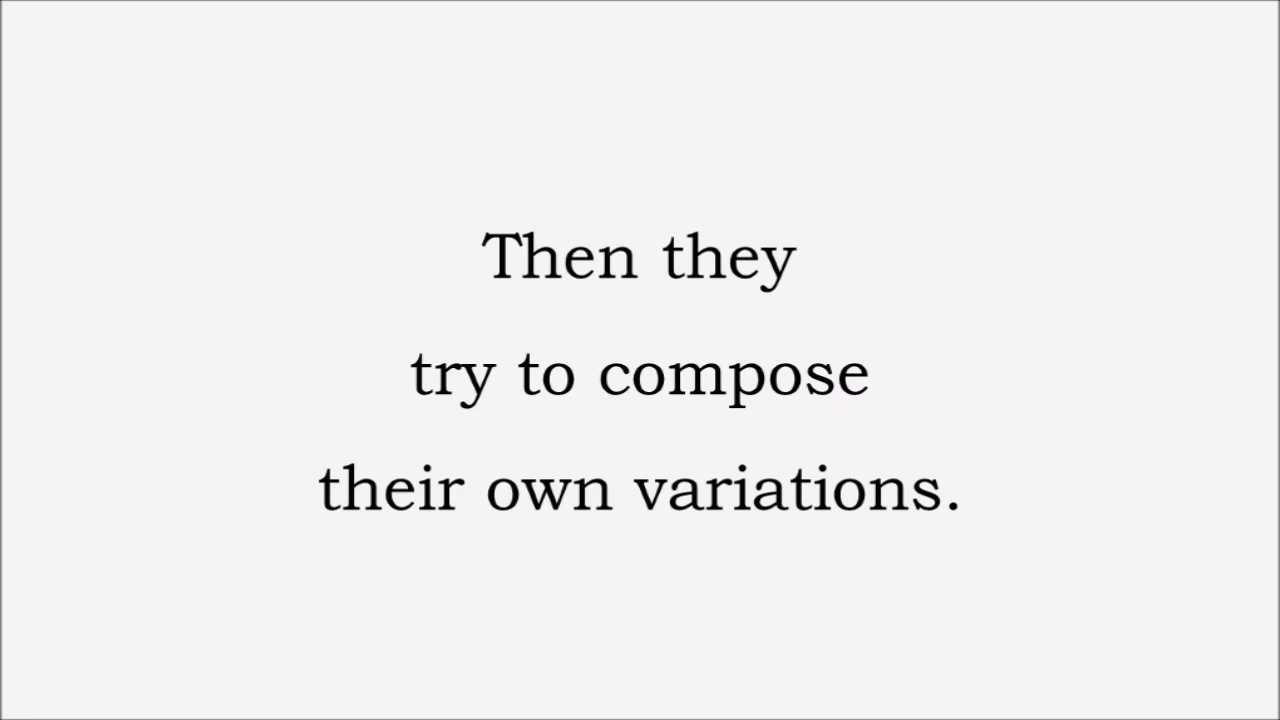 Then they
try to compose
their own variations.